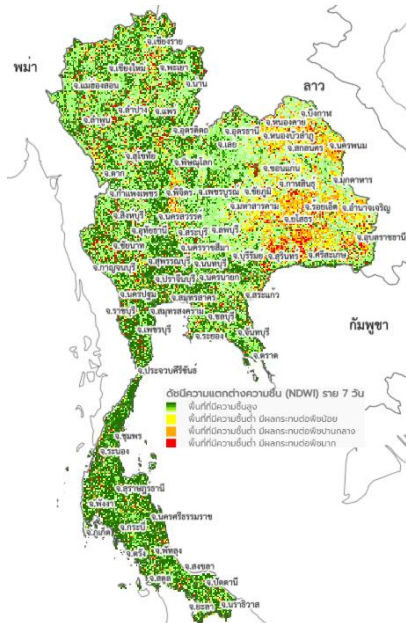 พม่า
ลาว
กัมพูชา
จ.เชียงราย
จ.เชียงใหม่
จ.พะเยา
จ.แม่ฮ่องสอน
จ.น่าน
จ.ลำปาง
จ.แพร่
จ.ลำพูน
จ.อุตรดิตถ์
จ.สุโขทัย
จ.พิษณุโลก
จ.ตาก
จ.เลย
จ.อุดรธานี
จ.หนองคาย
จ.บึงกาฬ
จ.หนองบัวลำภู
จ.สกลนคร
จ.นครพนม
จ.ขอนแก่น
จ.กาฬสินธุ์
จ.มุกดาหาร
จ.กำแพงเพชร
จ.พิจิตร
จ.เพชรบูรณ์
จ.ชัยภูมิ
จ.มหาสารคาม
จ.ร้อยเอ็ด
จ.อำนาจเจริญ
จ.ยโสธร
จ.สิงหบุรี
จ.นครสวรรค์
จ.อุทัยธานี
จ.สระบุรี
จ.ลพบุรี
จ.อุบลราชธานี
จ.ชัยนาท
จ.นครราชสีมา
จ.บุรีรัมย์
จ.สุรินทร์
จ.ศรีสะเกษ
จ.สุพรรณบุรี
จ.นนทบุรี
จ.กาญจนบุรี
จ.ปราจีนบุรี
จ.นครนายก
จ.นครปฐม
จ.สมุทรสาคร
จ.สระแก้ว
จ.ราชบุรี
จ.สมุทรสงคราม
จ.ชลบุรี
จ.เพชรบุรี
จ.ระยอง
จ.จันทบุรี
จ.ตราด
จ.ประจวบคีรีขันธ์
ดัชนีความแตกต่างความชื้น (NDWI) ราย 7 วัน
พื้นที่ที่มีความชื้นสูง
พื้นที่ที่มีความชื้นต่ำ มีผลกระทบต่อพืชน้อย
พื้นที่ที่มีความชื้นต่ำ มีผลกระทบต่อพืชปานกลาง
พื้นที่ที่มีความชื้นต่ำ มีผลกระทบต่อพืชมาก
จ.ชุมพร
จ.ระนอง
จ.สุราษฎรธานี
จ.พังงา
จ.นครศรีธรรมราช
จ.ภูเก็ต
จ.กระบี่
จ.ตรัง
จ.พัทลุง
จ.สงขลา
จ.สตูล
จ.ปัตตานี
จ.ยะลา
จ.นราธิวาส